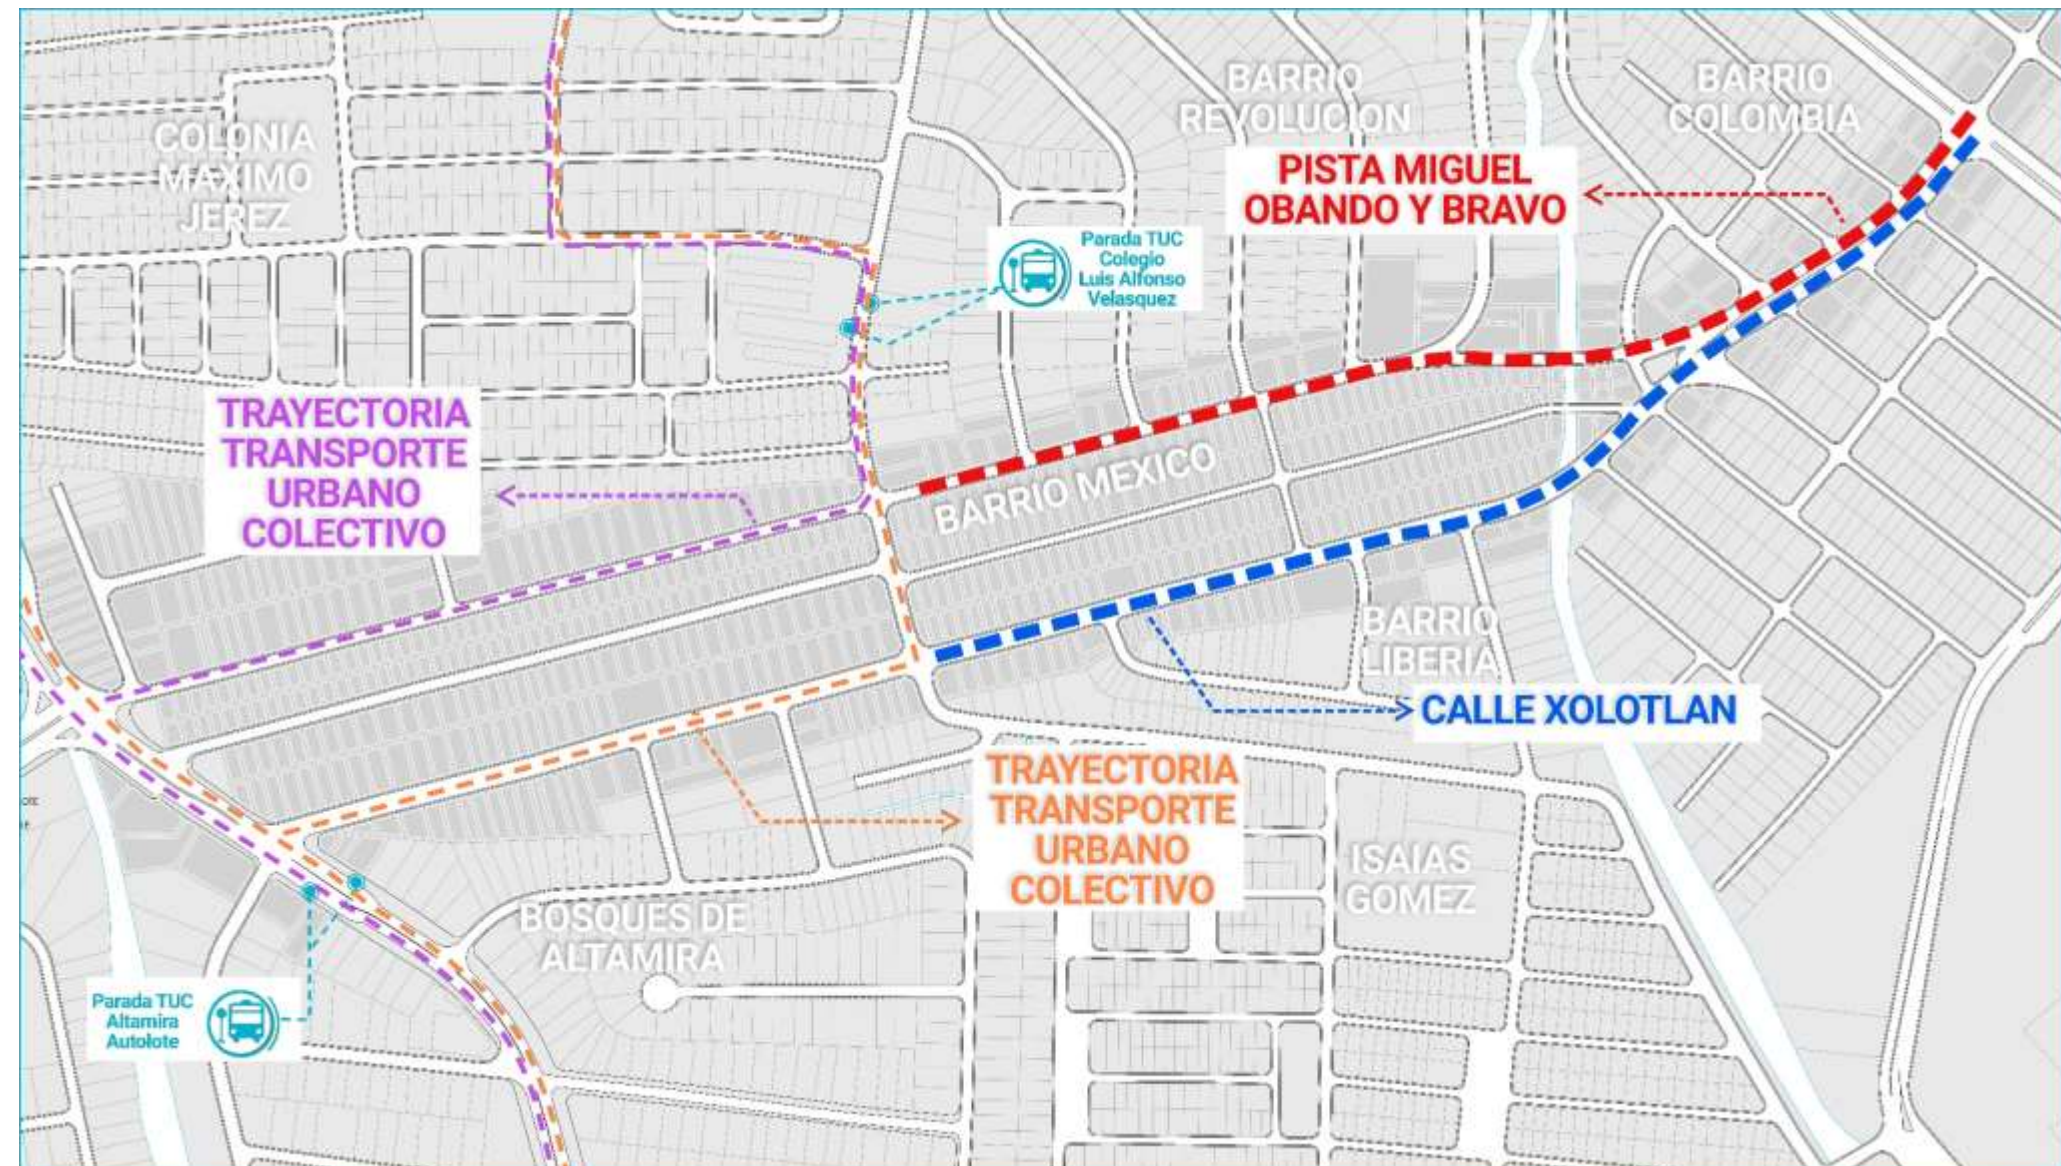 BARRIO
REVOLUCION
BARRIO
COLOMBIA
COLONIA
MAXIMO
JEREZ
PISTA MIGUEL
OBANDO Y BRAVO
Parada TUC
Colegio
Luis Alfonso
Velasquez
TRAYECTORIA
TRANSPORTE
URBANO
COLECTIVO
BARRIO MEXICO
BARRIO
LIBERIA
CALLE XOLOTLAN
TRAYECTORIA
TRANSPORTE
URBANO
COLECTIVO
ISAIAS
GOMEZ
BOSQUES DE
ALTAMIRA
Parada TUC
Altamira
Autolote